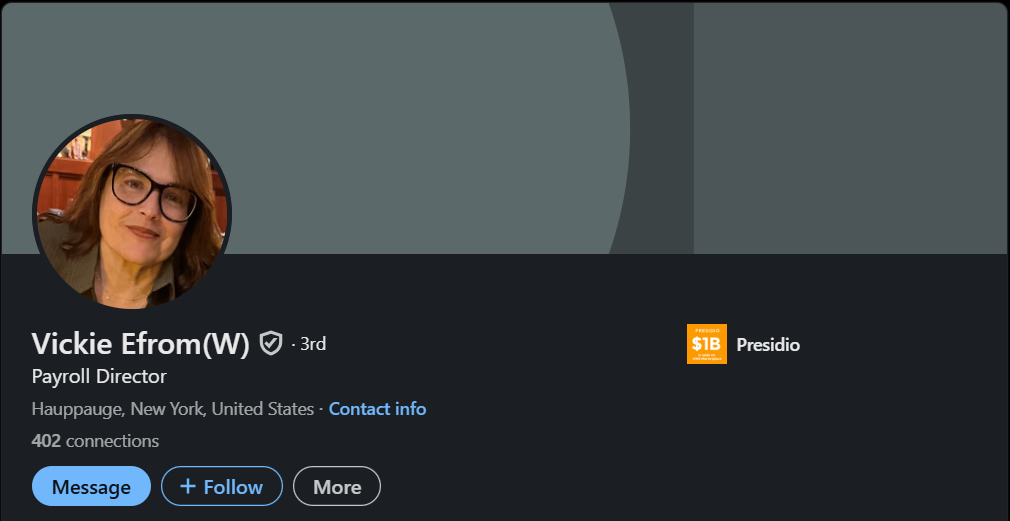 Vickie Efrom(W) · 3rd
Payroll Director
Hauppauge, New York, United States · Contact info
402 connections
Message
+ Follow
More
PRESIDIO
$1B
Presidio